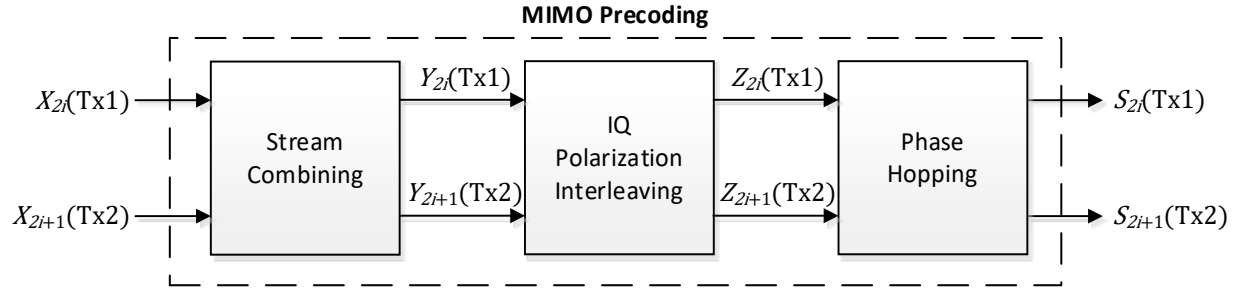 MIMO Precoding
X2i(Tx1)
Y2i(Tx1)
Z2i(Tx1)
S2i(Tx1)
Stream
Combining
IQ
Polarization
Interleaving
Phase
Hopping
X2i+1(Tx2)
Y2i+1(Tx2)
Z2i+1(Tx2)
S2i+1(Tx2)